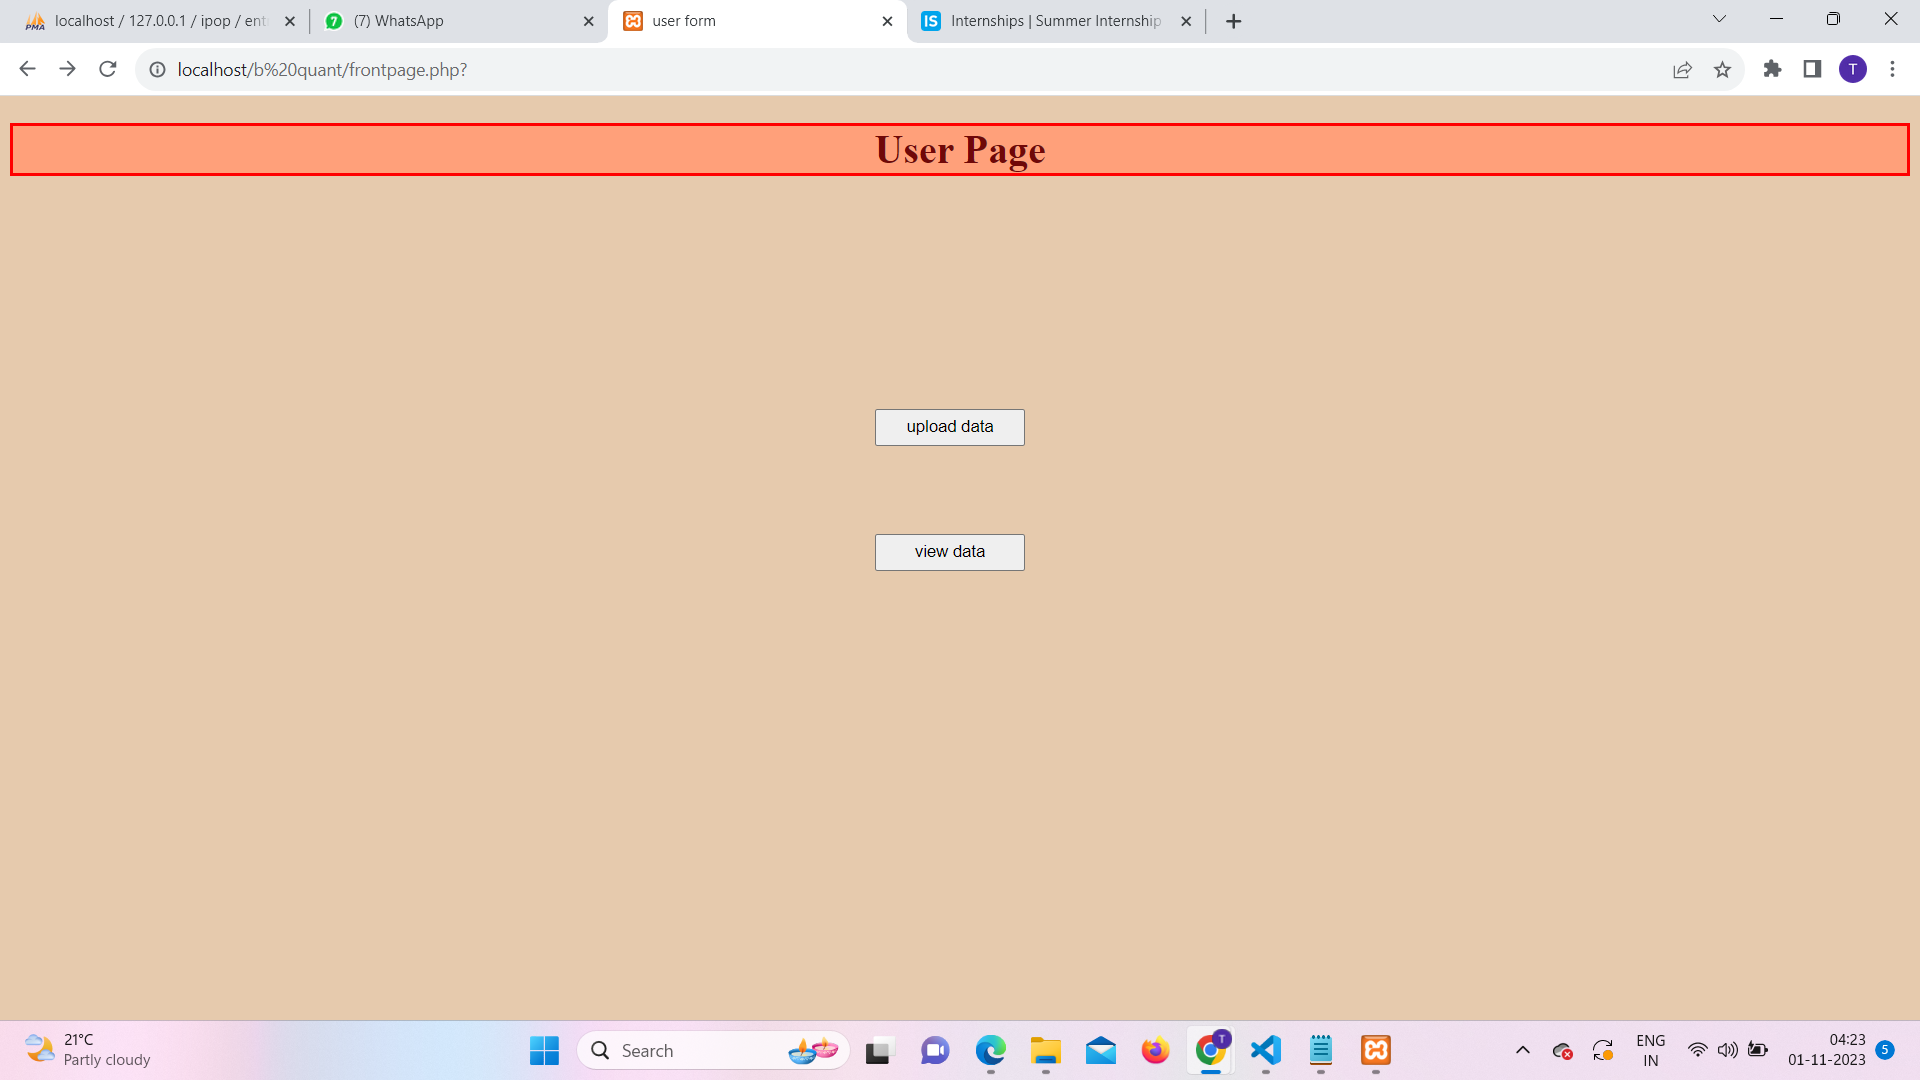 localhost / 127.0.0.1 / ipop / ent
(7) WhatsApp
user form
Internships | Summer Internship
localhost/b%20quant/frontpage.php?
T
User Page
upload data
view data
21°C
Partly cloudy
Search
ENG
IN
04:23
01-11-2023
5